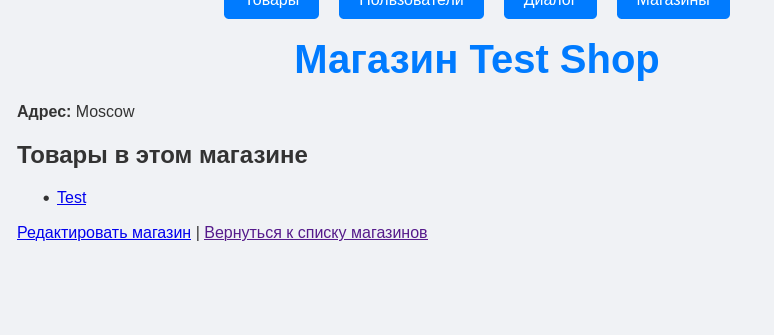 Товары Пользователи Диалог Магазины
Магазин Test Shop
Адрес: Moscow
Товары в этом магазине
• Test
Редактировать магазин | Вернуться к списку магазинов